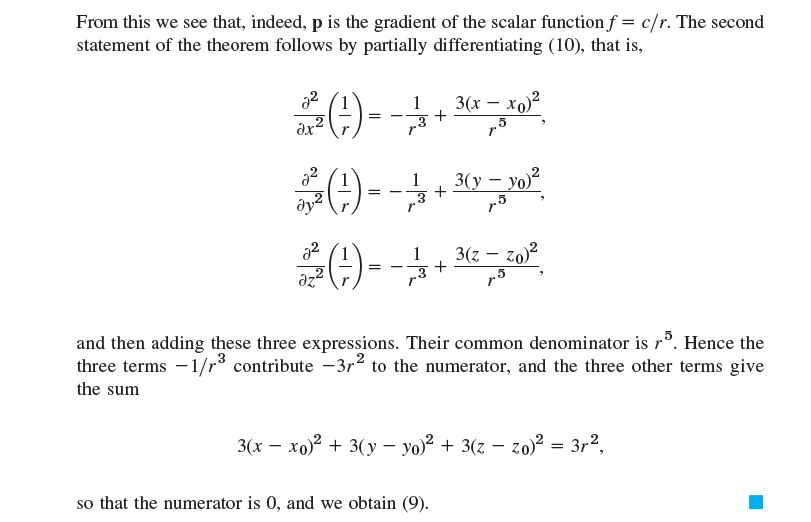 From this we see that, indeed, p is the gradient of the scalar function f = c/r. The second
statement of the theorem follows by partially differentiating (10), that is,
∂²/∂x² (1/r) = −1/r³ + 3(x − x₀)²/r⁵,
∂²/∂y² (1/r) = −1/r³ + 3(y − y₀)²/r⁵,
∂²/∂z² (1/r) = −1/r³ + 3(z − z₀)²/r⁵,
and then adding these three expressions. Their common denominator is r⁵. Hence the
three terms −1/r³ contribute −3r² to the numerator, and the three other terms give
the sum
3(x − x₀)² + 3(y − y₀)² + 3(z − z₀)² = 3r²,
so that the numerator is 0, and we obtain (9).